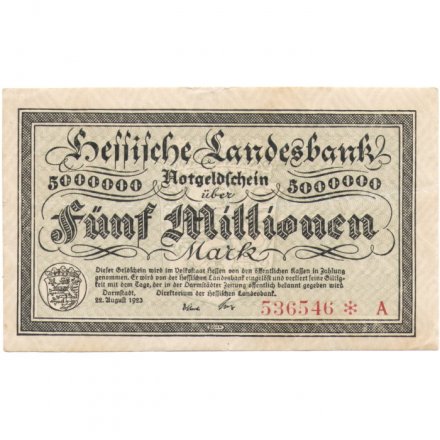 Hessische Landesbank
5000000 Notgeldschein 5000000
über
Fünf Millionen
Mark
Dieser Geldschein wird im Volksstaat Hessen von den öffentlichen Kassen in Zahlung
genommen. Er wird von der Hessischen Landesbank eingelöst und verliert seine Gültig-
keit mit dem Tage, der in der Darmstädter Zeitung öffentlich bekannt gegeben wird
Darmstadt, Direktorium der Hessischen Landesbank.
22. August 1923
536546 * A